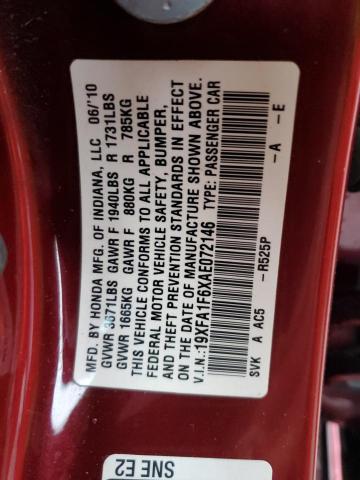 MFD. BY HONDA MFG. OF INDIANA, LLC 06/'10
GVWR 3671LBS GAWR F 1940LBS R 1731LBS
GVWR 1665KG GAWR F 880KG R 785KG
THIS VEHICLE CONFORMS TO ALL APPLICABLE
FEDERAL MOTOR VEHICLE SAFETY, BUMPER,
AND THEFT PREVENTION STANDARDS IN EFFECT
ON THE DATE OF MANUFACTURE SHOWN ABOVE.
V.I.N.:19XFA1F6XAE072146 TYPE: PASSENGER CAR
-R525P -A -E
SVK A AC5
SNE E2